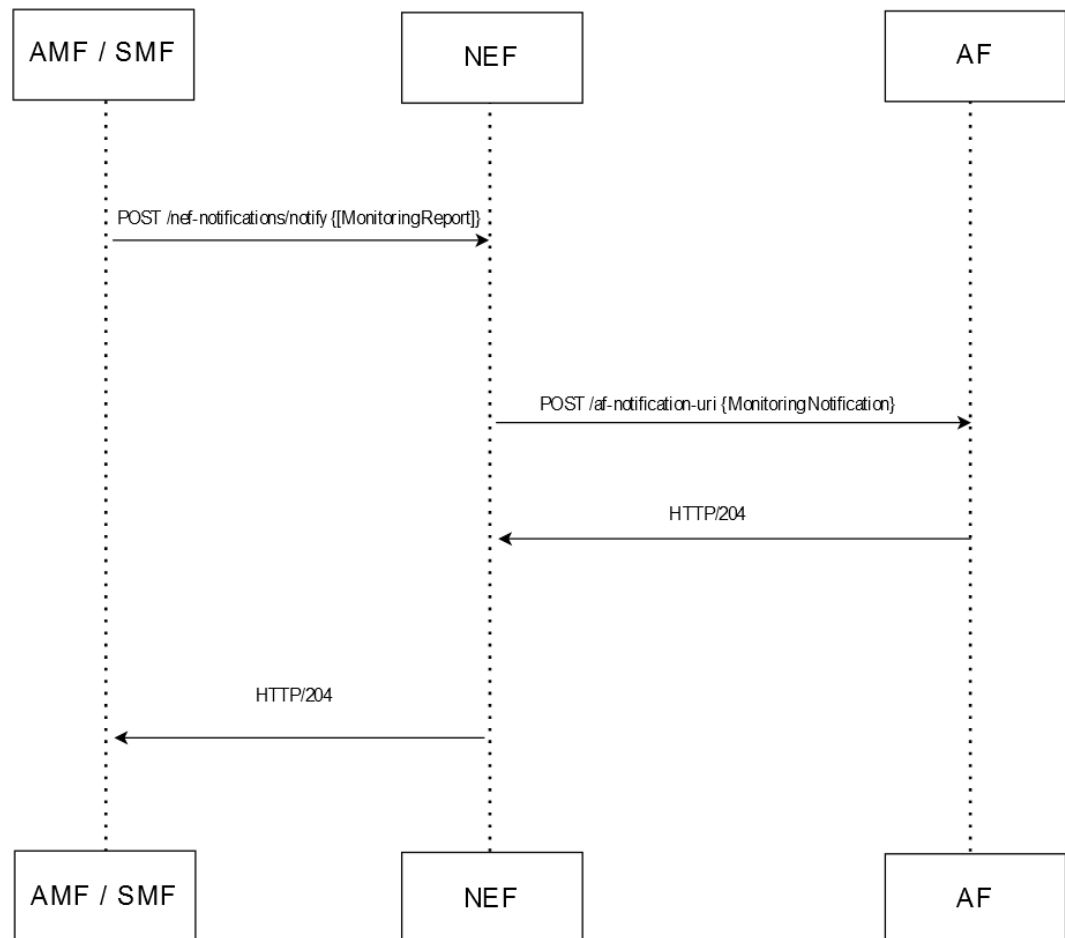 AMF / SMF
NEF
AF
POST /nef-notifications/notify {[MonitoringReport]}
POST /af-notification-uri {MonitoringNotification}
HTTP/204
HTTP/204
AMF / SMF
NEF
AF